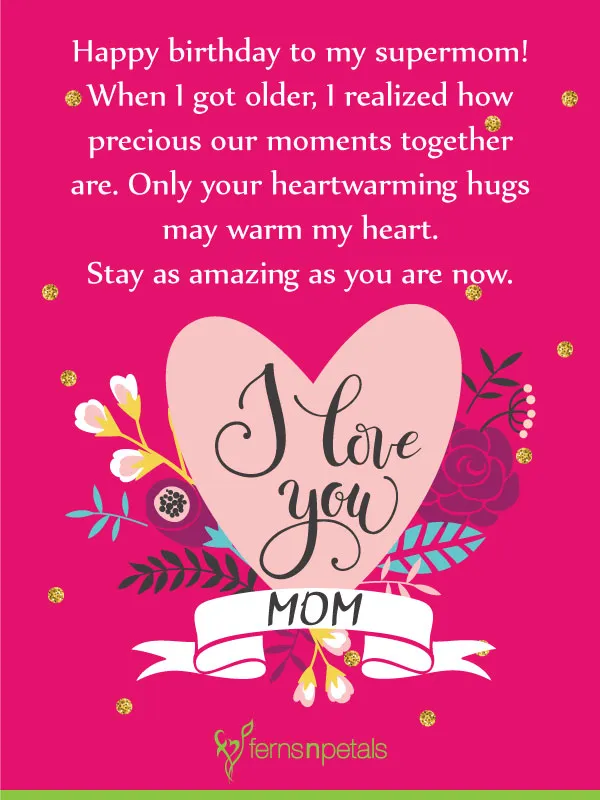 Happy birthday to my supermom!
When I got older, I realized how
precious our moments together
are. Only your heartwarming hugs
may warm my heart.
Stay as amazing as you are now.
I love
you
MOM
fernsnpetals